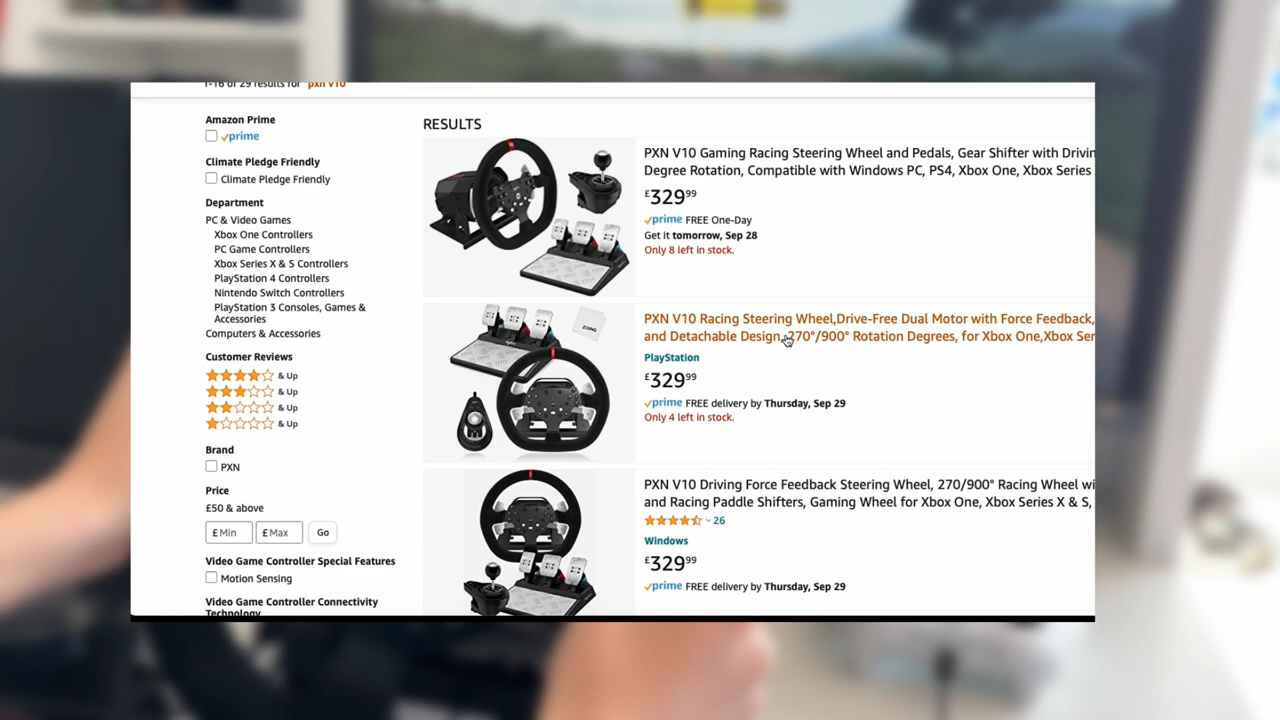 1-16 of 29 results for "pxn v10"
Amazon Prime
prime
Climate Pledge Friendly
Climate Pledge Friendly
Department
PC & Video Games
Xbox One Controllers
PC Game Controllers
Xbox Series X & S Controllers
PlayStation 4 Controllers
Nintendo Switch Controllers
PlayStation 3 Consoles, Games &
Accessories
Computers & Accessories
Customer Reviews
& Up
& Up
& Up
& Up
Brand
PXN
Price
£50 & above
£ Min £ Max Go
Video Game Controller Special Features
Motion Sensing
Video Game Controller Connectivity
Technology
RESULTS
PXN V10 Gaming Racing Steering Wheel and Pedals, Gear Shifter with Drivin
Degree Rotation, Compatible with Windows PC, PS4, Xbox One, Xbox Series
£329.99
prime FREE One-Day
Get it tomorrow, Sep 28
Only 8 left in stock.
PXN V10 Racing Steering Wheel,Drive-Free Dual Motor with Force Feedback,
and Detachable Design,270°/900° Rotation Degrees, for Xbox One,Xbox Ser
PlayStation
£329.99
prime FREE delivery by Thursday, Sep 29
Only 4 left in stock.
PXN V10 Driving Force Feedback Steering Wheel, 270/900° Racing Wheel wi
and Racing Paddle Shifters, Gaming Wheel for Xbox One, Xbox Series X & S,
26
Windows
£329.99
prime FREE delivery by Thursday, Sep 29